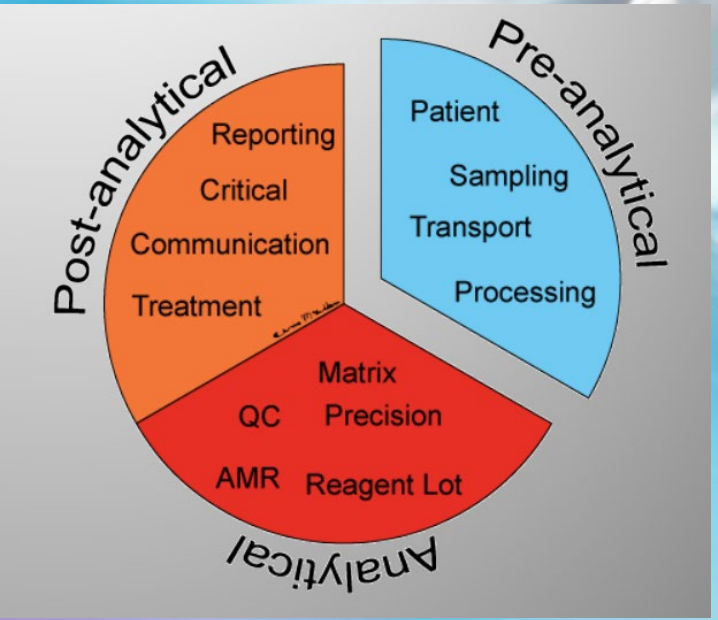 Post-analytical
Reporting
Critical
Communication
Treatment
Pre-analytical
Patient
Sampling
Transport
Processing
Matrix
QC Precision
AMR Reagent Lot
Analytical